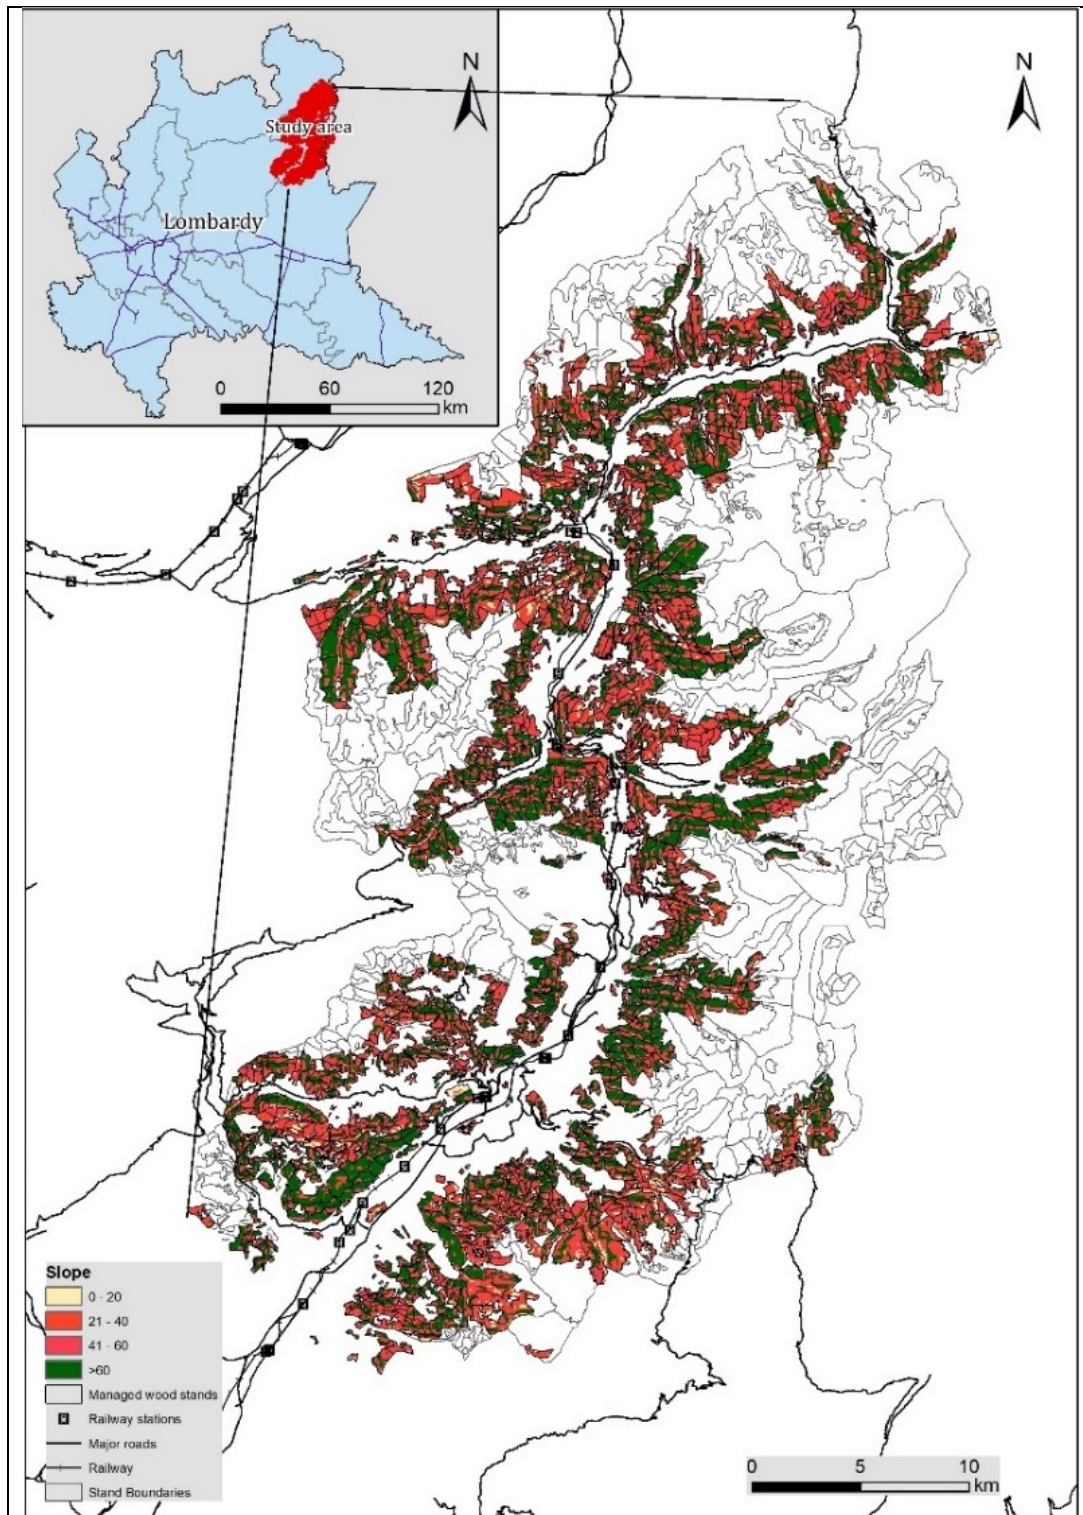 N
N
Study area
Lombardy
0 60 120
km
Slope
0 - 20
21 - 40
41 - 60
>60
Managed wood stands
Railway stations
Major roads
Railway
Stand Boundaries
0 5 10
km